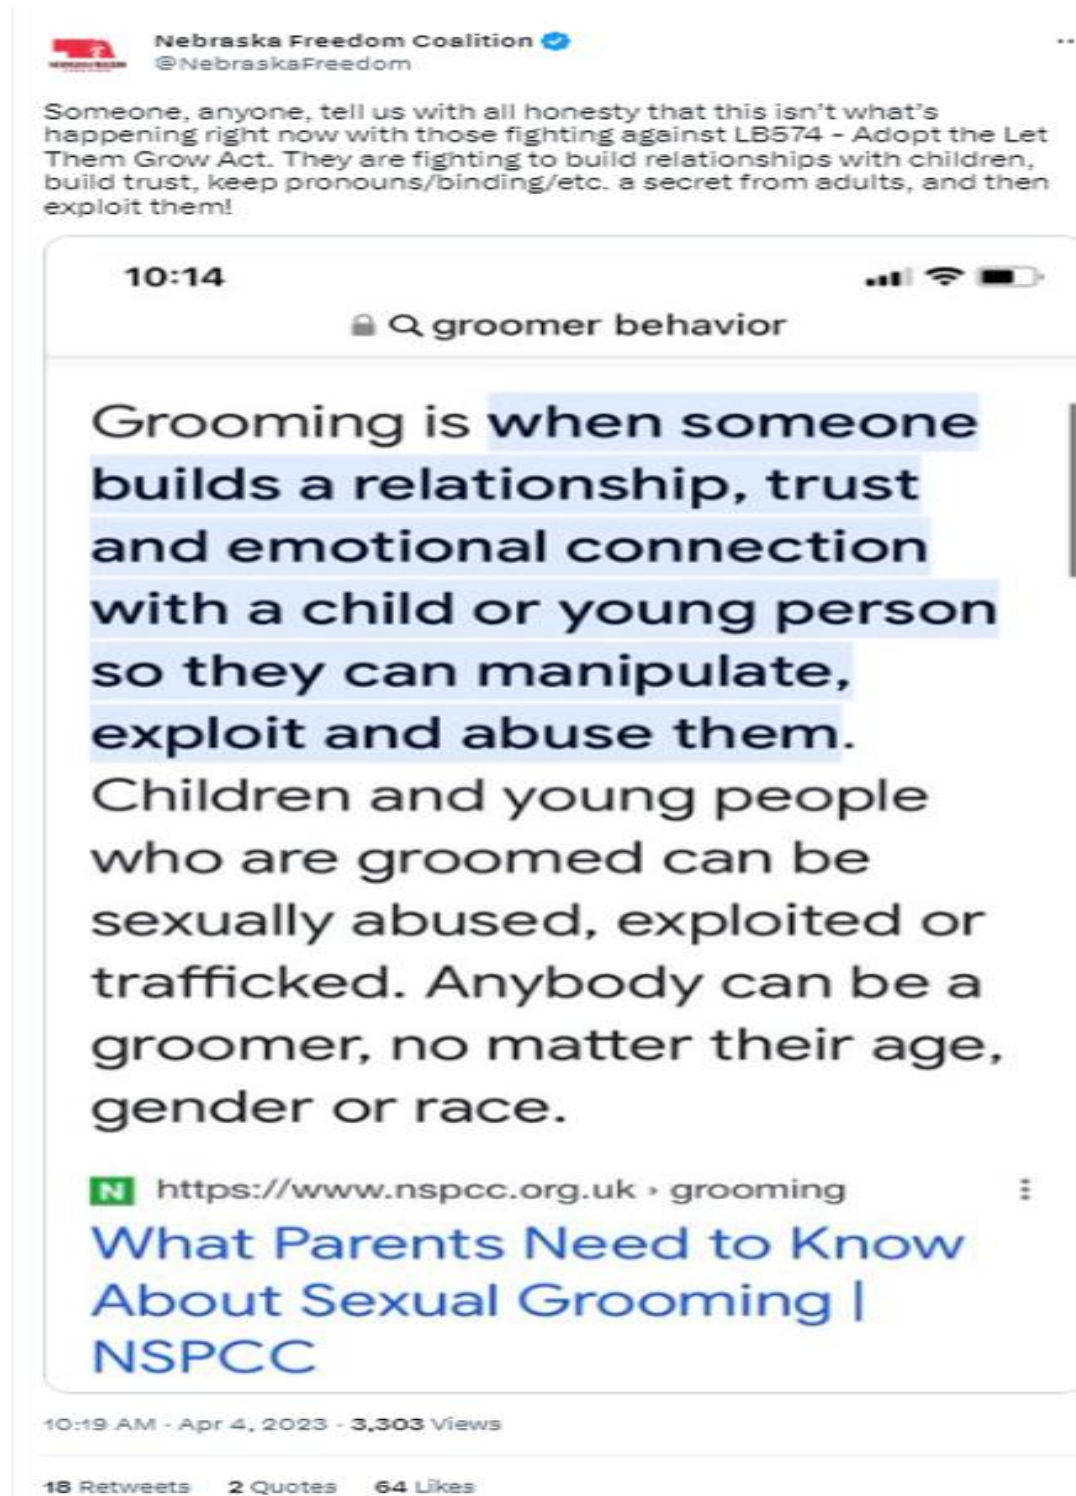 Nebraska Freedom Coalition
@NebraskaFreedom
Someone, anyone, tell us with all honesty that this isn't what's
happening right now with those fighting against LB574 - Adopt the Let
Them Grow Act. They are fighting to build relationships with children,
build trust, keep pronouns/binding/etc. a secret from adults, and then
exploit them!
10:14
groomer behavior
Grooming is when someone
builds a relationship, trust
and emotional connection
with a child or young person
so they can manipulate,
exploit and abuse them.
Children and young people
who are groomed can be
sexually abused, exploited or
trafficked. Anybody can be a
groomer, no matter their age,
gender or race.
N https://www.nspcc.org.uk › grooming
What Parents Need to Know
About Sexual Grooming |
NSPCC
10:19 AM - Apr 4, 2023 - 3,303 Views
18 Retweets 2 Quotes 64 Likes